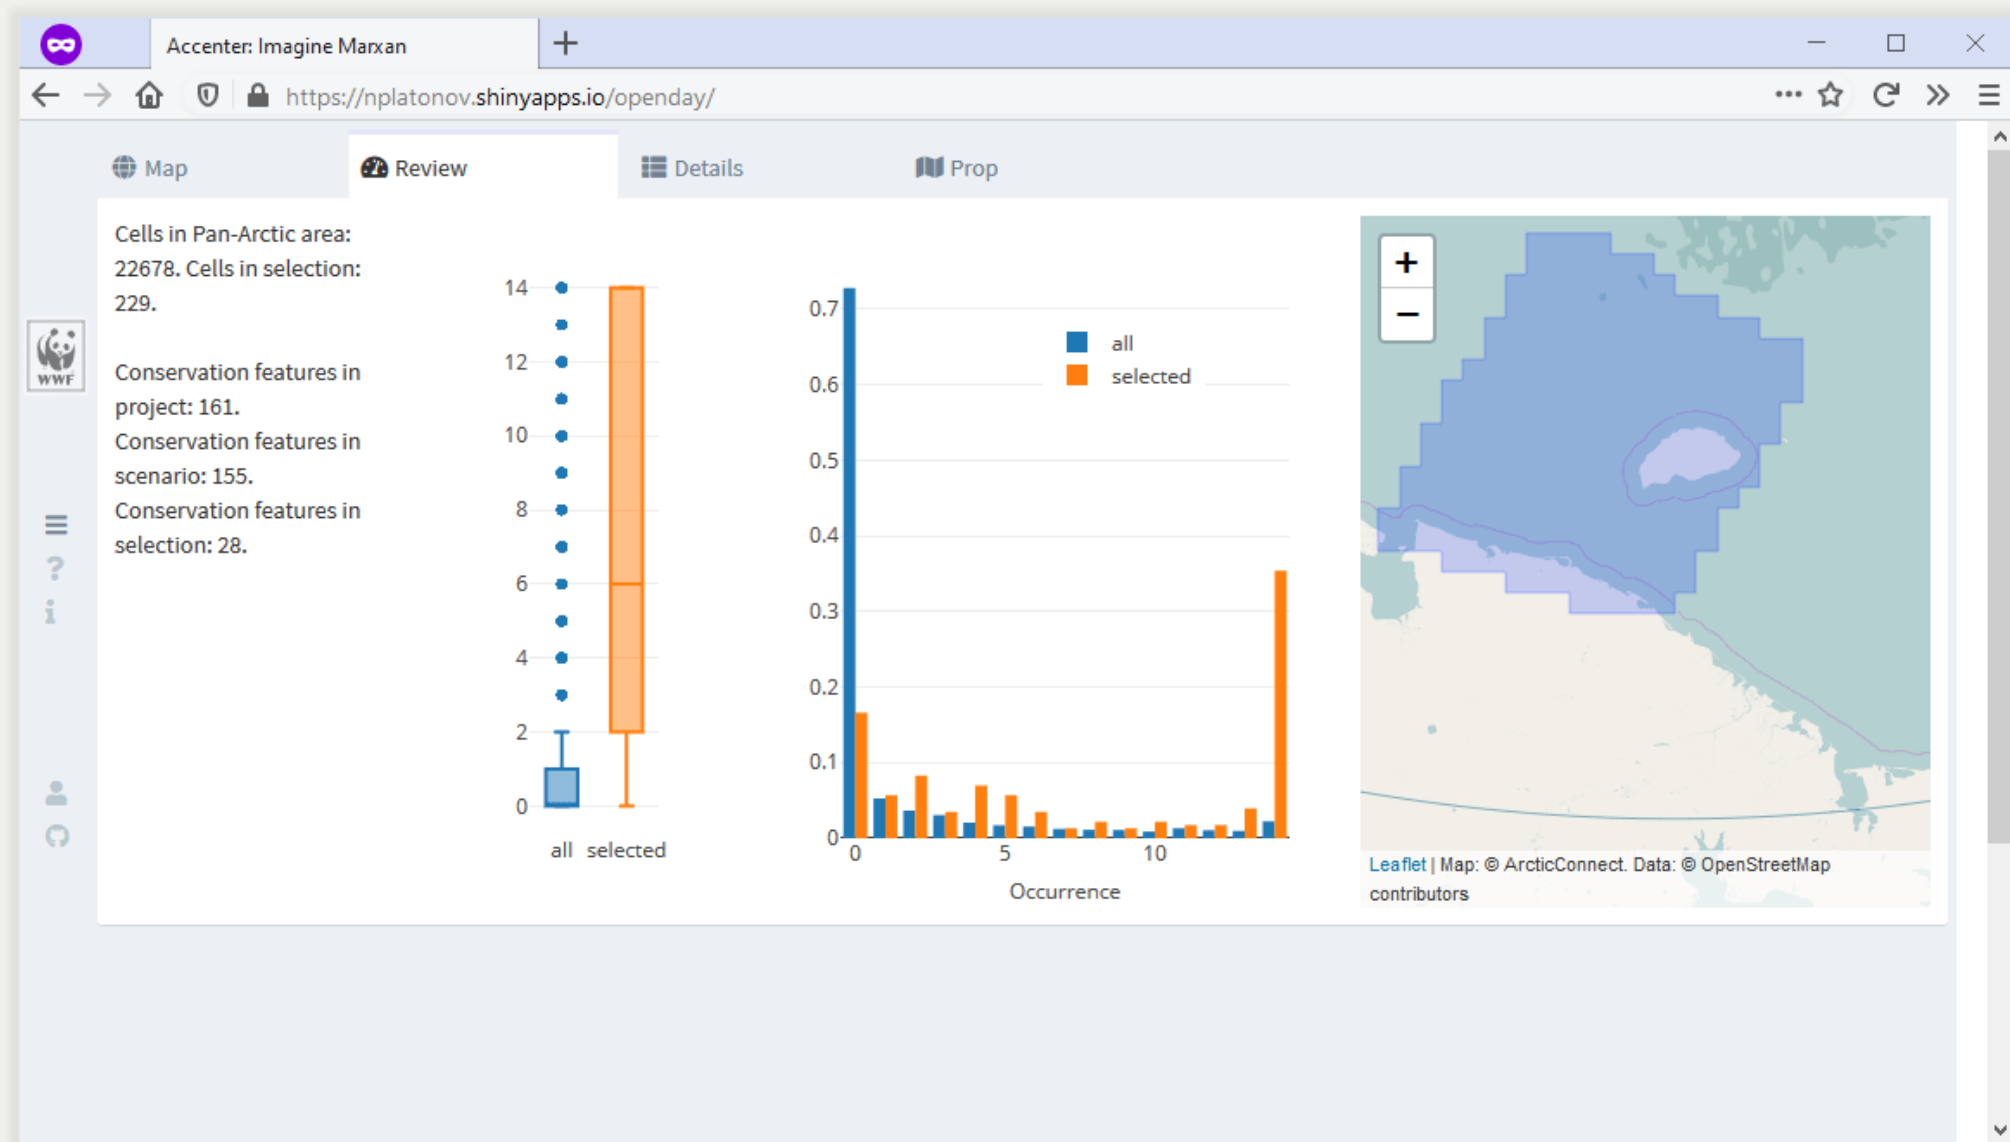 Accenter: Imagine Marxan
https://nplatonov.shinyapps.io/openday/
Map
Review
Details
Prop
Cells in Pan-Arctic area:
22678. Cells in selection:
229.
Conservation features in
project: 161.
Conservation features in
scenario: 155.
Conservation features in
selection: 28.
WWF
?
i
14
12
10
8
6
4
2
0
all selected
0.7
0.6
0.5
0.4
0.3
0.2
0.1
0
0 5 10
Occurrence
all
selected
+
−
Leaflet | Map: © ArcticConnect. Data: © OpenStreetMap
contributors